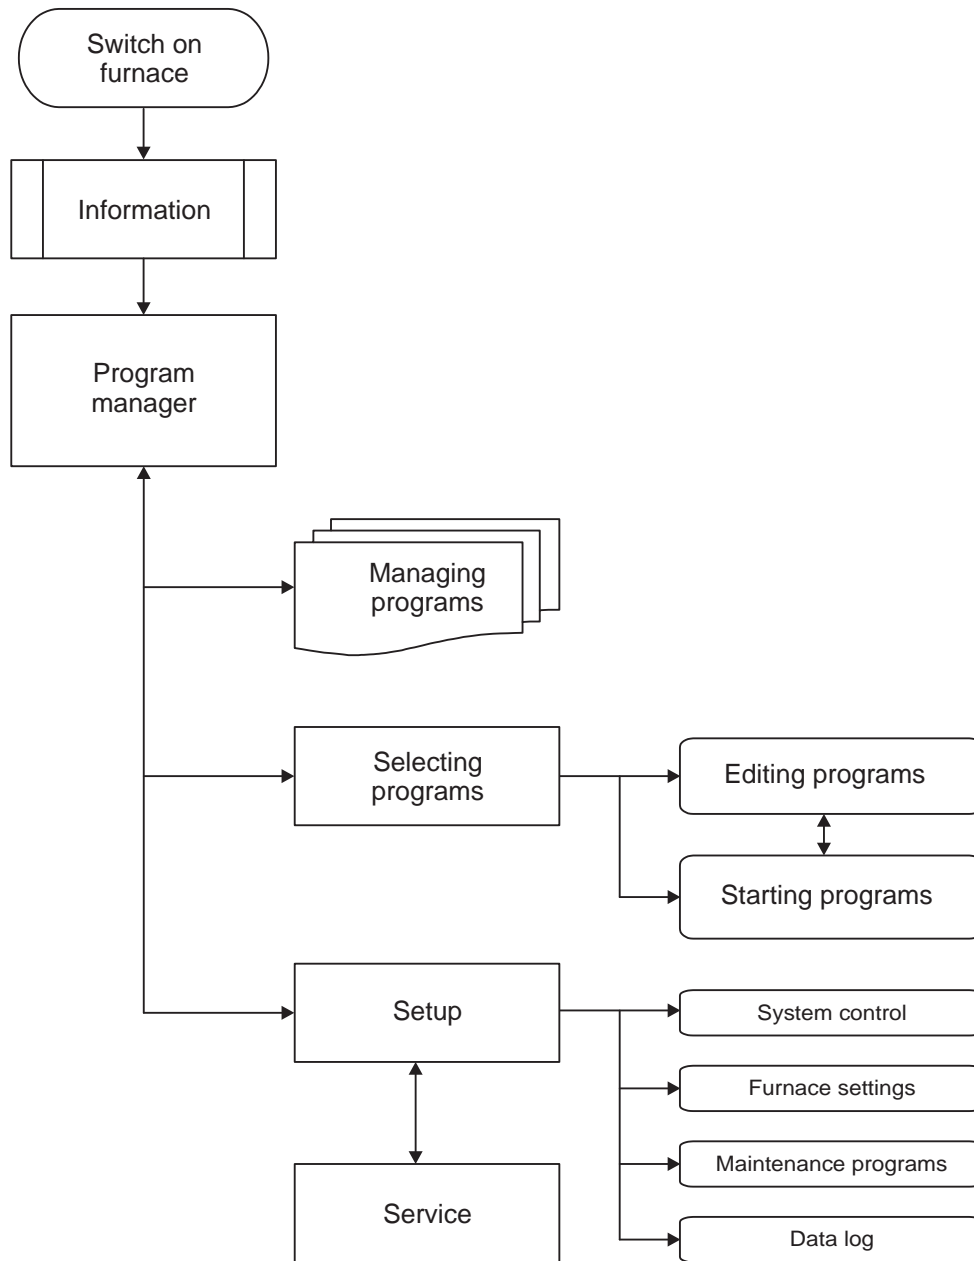 Switch on
furnace
Information
Program
manager
Managing
programs
Selecting
programs
Editing programs
Starting programs
Setup
System control
Furnace settings
Maintenance programs
Service
Data log